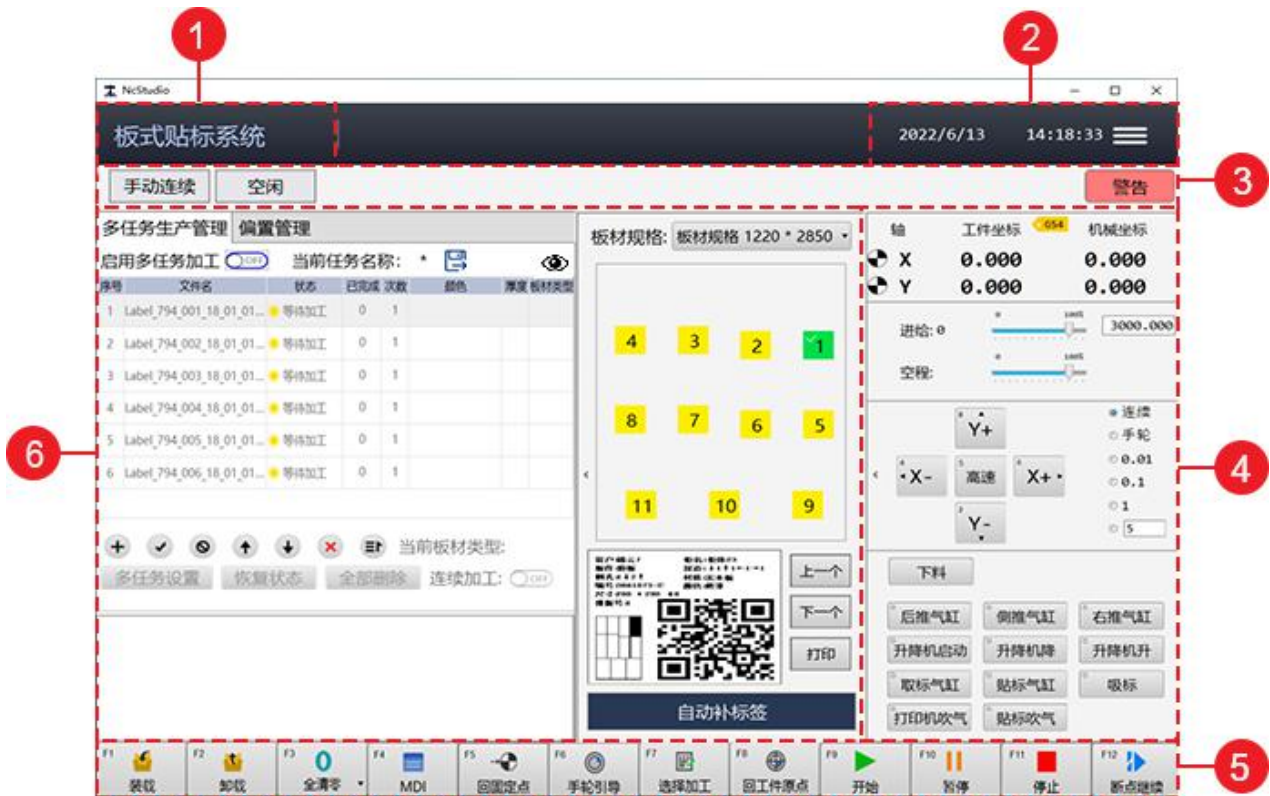 1
2
NcStudio
板式贴标系统
2022/6/13 14:18:33
手动连续 空闲 警告
3
多任务生产管理 偏置管理
启用多任务加工 OFF 当前任务名称: *
序号 文件名 状态 已完成 次数 颜色 厚度 板材类型
1 Label_794_001_18_01_01... 等待加工 0 1
2 Label_794_002_18_01_01... 等待加工 0 1
3 Label_794_003_18_01_01... 等待加工 0 1
4 Label_794_004_18_01_01... 等待加工 0 1
5 Label_794_005_18_01_01... 等待加工 0 1
6 Label_794_006_18_01_01... 等待加工 0 1
当前板材类型:
多任务设置 恢复状态 全部删除 连续加工: OFF
6
板材规格: 板材规格 1220 * 2850
4 3 2 1
8 7 6 5
11 10 9
上一个
下一个
打印
自动补标签
轴 工件坐标 G54 机械坐标
X 0.000 0.000
Y 0.000 0.000
进给: 0 3000.000
空程:
Y+
X- 高速 X+
Y-
连续
手轮
0.01
0.1
1
5
4
下料
后推气缸 侧推气缸 右推气缸
升降机启动 升降机降 升降机升
取标气缸 贴标气缸 吸标
打印机吹气 贴标吹气
F1 装载
F2 卸载
F3 全清零
F4 MDI
F5 回固定点
F6 手轮引导
F7 选择加工
F8 回工件原点
F9 开始
F10 暂停
F11 停止
F12 断点继续
5